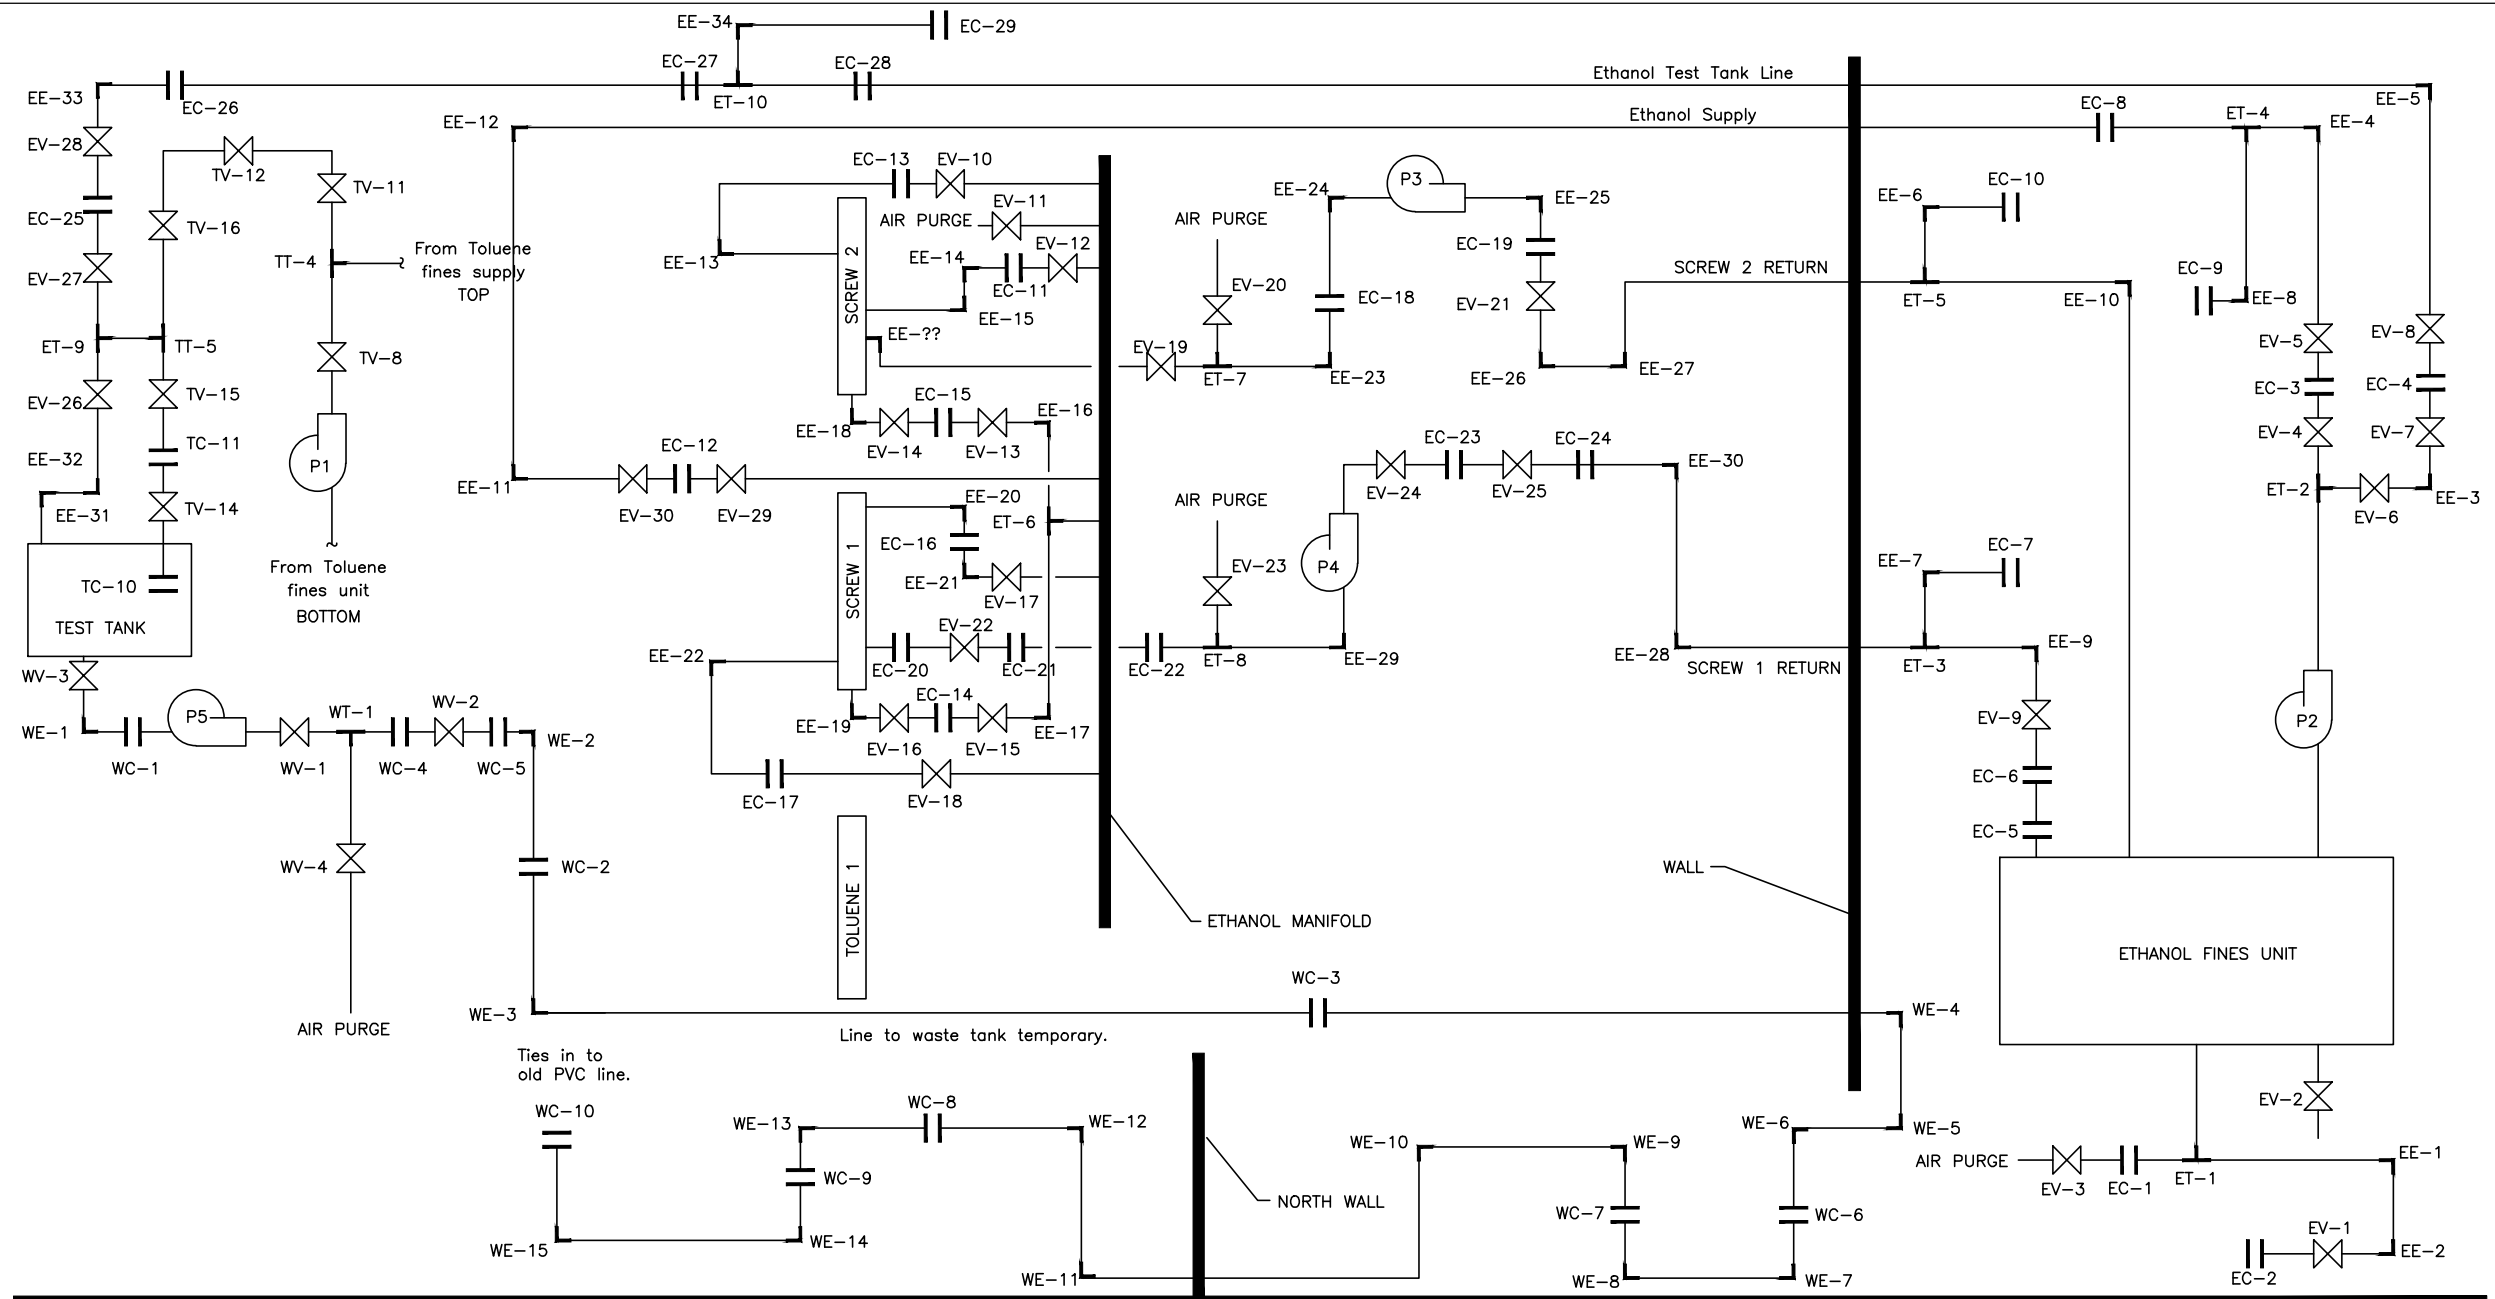 EE-34
EC-29
EC-27
EC-28
Ethanol Test Tank Line
EE-33
EC-26
ET-10
EE-5
EE-12
Ethanol Supply
EC-8
ET-4
EE-4
EV-28
TV-12
TV-11
EC-13
EV-10
P3
EE-24
EE-25
EE-6
EC-10
EC-25
TV-16
AIR PURGE
EV-11
AIR PURGE
EC-19
From Toluene
fines supply
TOP
TT-4
EV-27
EE-13
SCREW 2
EE-14
EV-12
EC-11
EE-15
EV-20
EC-18
EV-21
SCREW 2 RETURN
ET-5
EE-10
EC-9
EE-8
EE-??
ET-9
TT-5
TV-8
EV-19
ET-7
EE-23
EE-26
EE-27
EV-5
EV-8
EV-26
TV-15
EC-15
EE-16
EC-3
EC-4
EE-18
EV-14
EV-13
EV-4
EV-7
EE-32
TC-11
P1
EC-12
EC-23
EC-24
EE-30
EE-11
EV-30
EV-29
EE-20
AIR PURGE
EV-24
EV-25
ET-2
EE-3
EE-31
TV-14
ET-6
EV-6
EC-16
SCREW 1
EE-7
EC-7
From Toluene
fines unit
BOTTOM
TC-10
EE-21
EV-17
EV-23
P4
TEST TANK
EV-22
EE-22
EC-20
EC-21
EC-22
ET-8
EE-29
EE-28
SCREW 1 RETURN
ET-3
EE-9
WV-3
P5
WT-1
WV-2
EC-14
EV-9
P2
WE-1
WE-2
EE-19
EE-17
WC-1
WV-1
WC-4
WC-5
EV-16
EV-15
EC-6
EC-17
EV-18
EC-5
WV-4
WC-2
TOLUENE 1
WALL
ETHANOL MANIFOLD
ETHANOL FINES UNIT
WC-3
WE-3
WE-4
AIR PURGE
Line to waste tank temporary.
Ties in to
old PVC line.
EV-2
WC-10
WE-13
WC-8
WE-12
WE-10
WE-9
WE-6
WE-5
AIR PURGE
EE-1
WC-9
NORTH WALL
EV-3
EC-1
ET-1
WC-7
WC-6
EV-1
WE-15
WE-14
EE-2
WE-11
WE-8
WE-7
EC-2